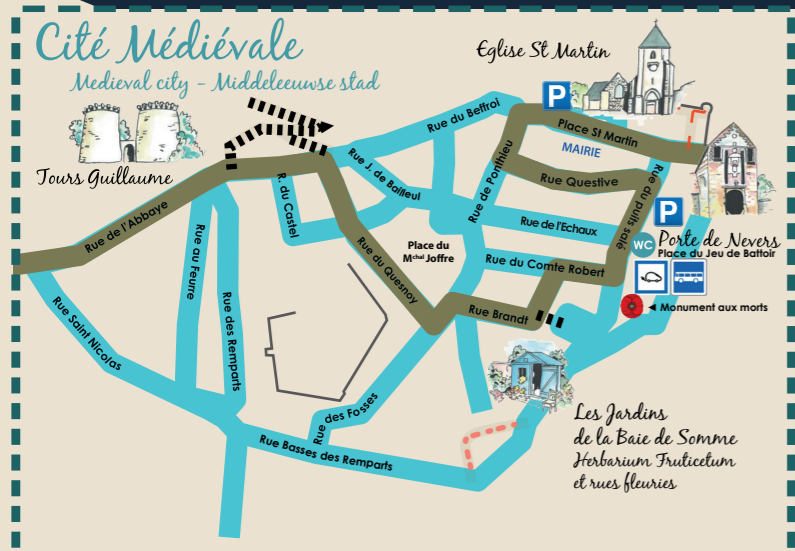 Cité Médiévale
Medieval city - Middeleeuwse stad
Eglise St Martin
P
Rue du Beffroi
Place St Martin
MAIRIE
Tours Guillaume
Rue J. de Bailleul
Rue de Ponthieu
Rue Questive
Rue du puits salé
R. du Castel
P
Rue de l'Abbaye
Rue au Feurre
Rue de l'Echaux
WC
Porte de Nevers
Place du Jeu de Battoir
Place du
Mchal Joffre
Rue du Quesnoy
Rue du Comte Robert
Rue Saint Nicolas
Rue des Remparts
Rue Brandt
◄ Monument aux morts
Rue des Fosses
Rue Basses des Remparts
Les Jardins
de la Baie de Somme
Herbarium Fruticetum
et rues fleuries